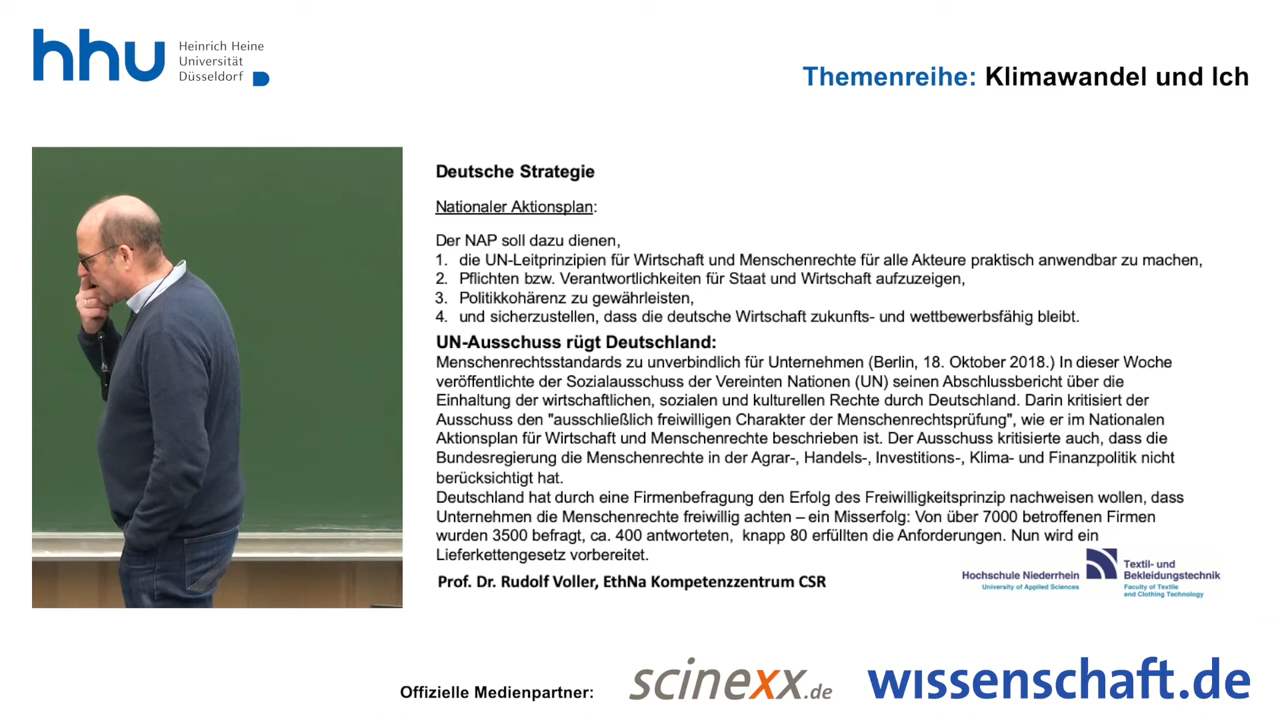 hhu Heinrich Heine
Universität
Düsseldorf
Themenreihe: Klimawandel und Ich
Deutsche Strategie
Nationaler Aktionsplan:
Der NAP soll dazu dienen,
1. die UN-Leitprinzipien für Wirtschaft und Menschenrechte für alle Akteure praktisch anwendbar zu machen,
2. Pflichten bzw. Verantwortlichkeiten für Staat und Wirtschaft aufzuzeigen,
3. Politikkohärenz zu gewährleisten,
4. und sicherzustellen, dass die deutsche Wirtschaft zukunfts- und wettbewerbsfähig bleibt.
UN-Ausschuss rügt Deutschland:
Menschenrechtsstandards zu unverbindlich für Unternehmen (Berlin, 18. Oktober 2018.) In dieser Woche
veröffentlichte der Sozialausschuss der Vereinten Nationen (UN) seinen Abschlussbericht über die
Einhaltung der wirtschaftlichen, sozialen und kulturellen Rechte durch Deutschland. Darin kritisiert der
Ausschuss den "ausschließlich freiwilligen Charakter der Menschenrechtsprüfung", wie er im Nationalen
Aktionsplan für Wirtschaft und Menschenrechte beschrieben ist. Der Ausschuss kritisierte auch, dass die
Bundesregierung die Menschenrechte in der Agrar-, Handels-, Investitions-, Klima- und Finanzpolitik nicht
berücksichtigt hat.
Deutschland hat durch eine Firmenbefragung den Erfolg des Freiwilligkeitsprinzip nachweisen wollen, dass
Unternehmen die Menschenrechte freiwillig achten – ein Misserfolg: Von über 7000 betroffenen Firmen
wurden 3500 befragt, ca. 400 antworteten, knapp 80 erfüllten die Anforderungen. Nun wird ein
Lieferkettengesetz vorbereitet.
Prof. Dr. Rudolf Voller, EthNa Kompetenzzentrum CSR
Hochschule Niederrhein
University of Applied Sciences
Textil- und
Bekleidungstechnik
Faculty of Textile
and Clothing Technology
Offizielle Medienpartner: scinexx.de wissenschaft.de